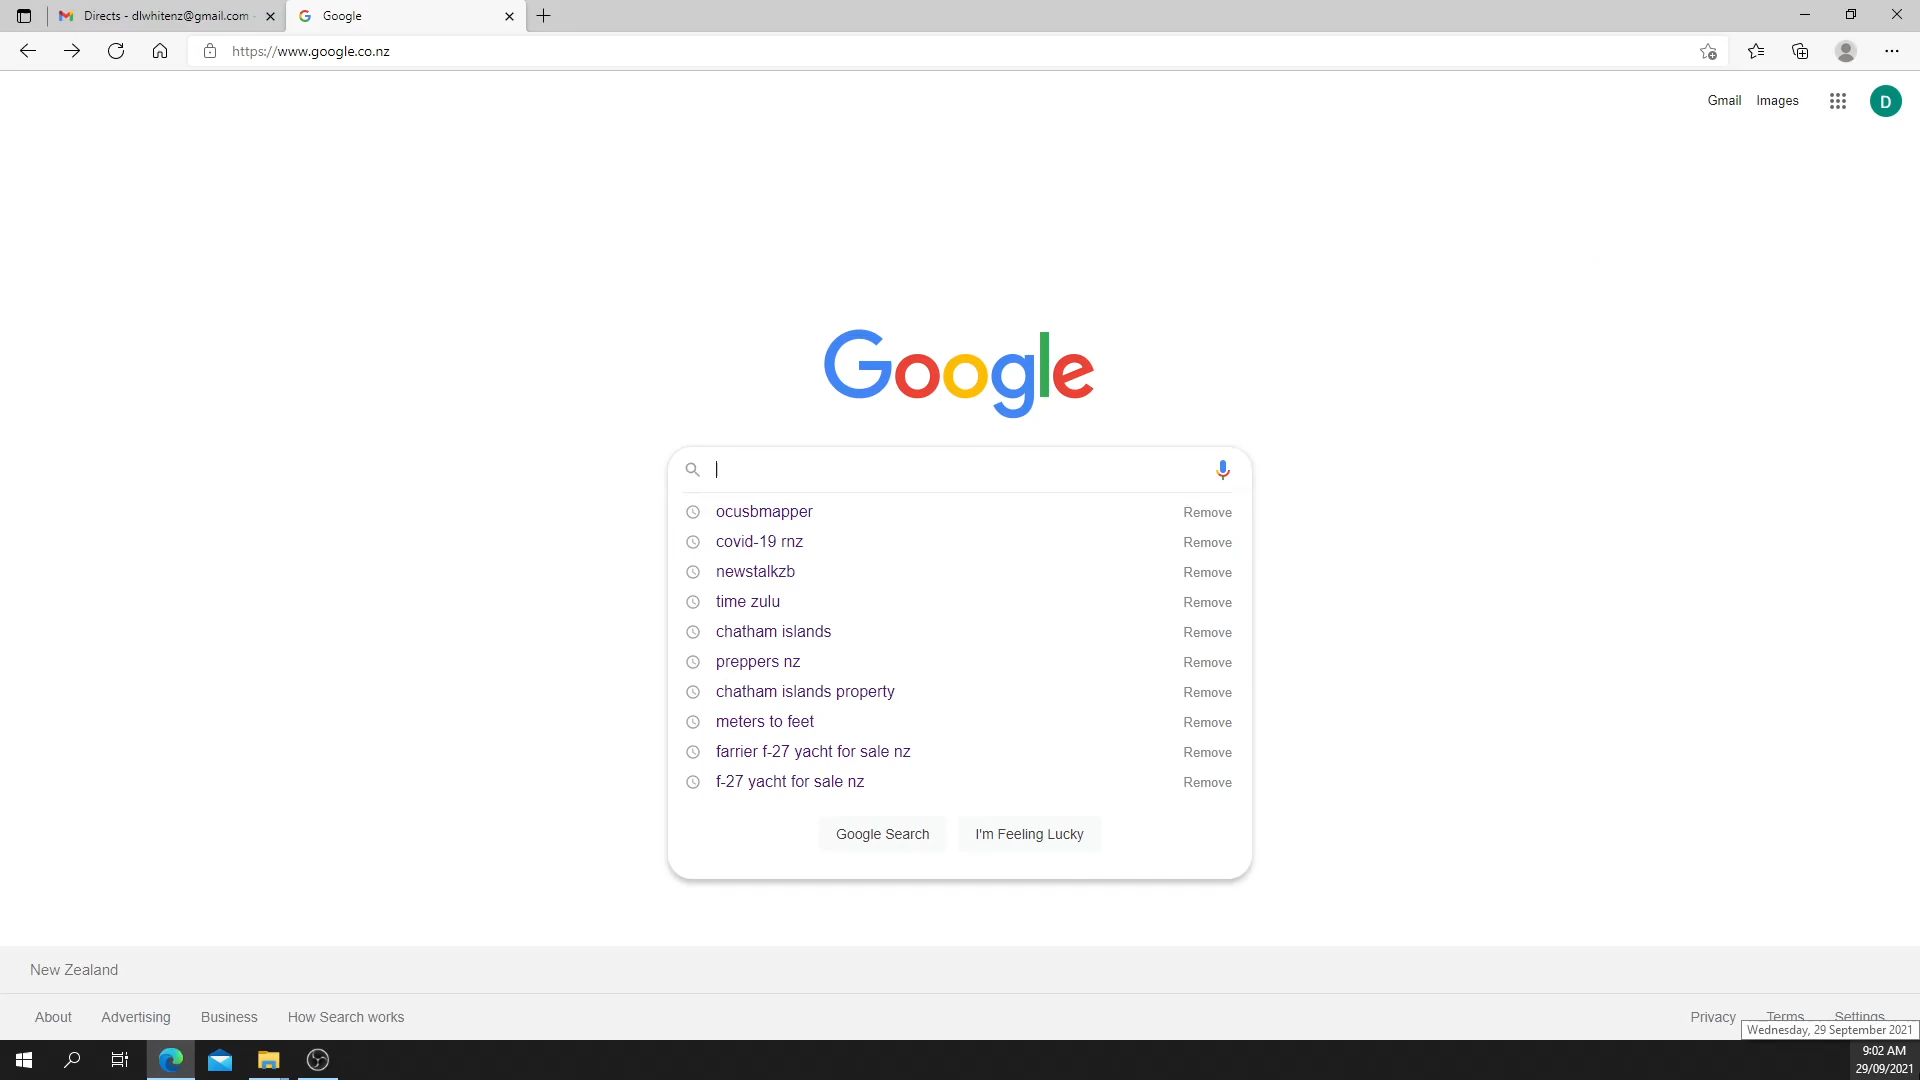 Directs - dlwhitenz@gmail.com -
Google
https://www.google.co.nz
Gmail Images
D
Google
ocusbmapper Remove
covid-19 rnz Remove
newstalkzb Remove
time zulu Remove
chatham islands Remove
preppers nz Remove
chatham islands property Remove
meters to feet Remove
farrier f-27 yacht for sale nz Remove
f-27 yacht for sale nz Remove
Google Search I'm Feeling Lucky
New Zealand
About Advertising Business How Search works Privacy Terms Settings
Wednesday, 29 September 2021
9:02 AM
29/09/2021